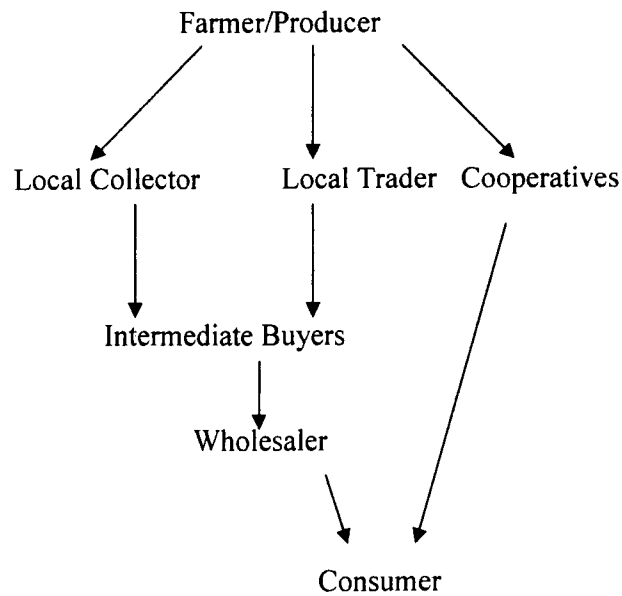 Farmer/Producer
Local Collector
Local Trader
Cooperatives
Intermediate Buyers
Wholesaler
Consumer